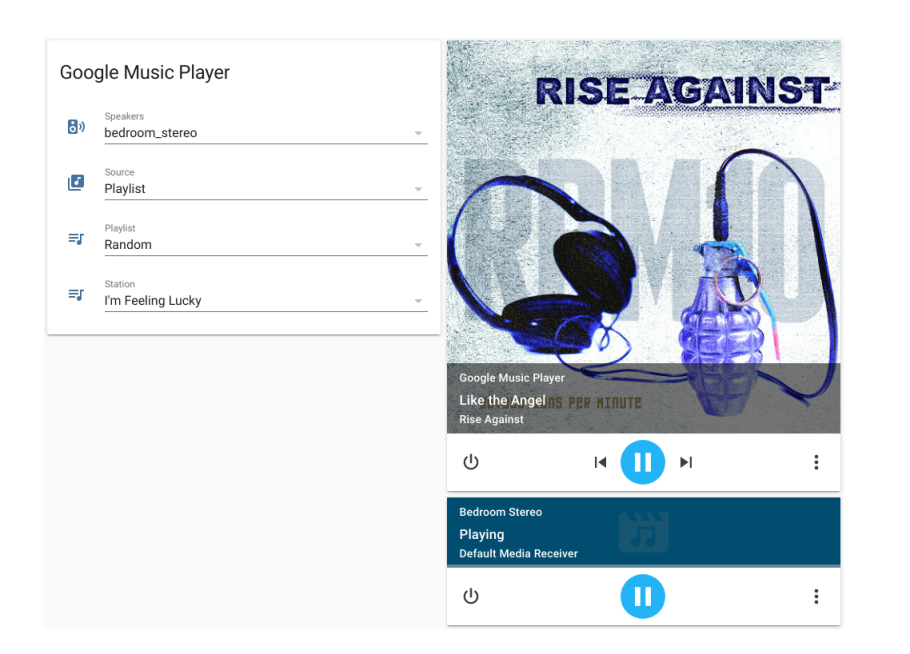 Google Music Player
Speakers
bedroom_stereo
Source
Playlist
Playlist
Random
Station
I'm Feeling Lucky
RISE AGAINST
RPM10
Google Music Player
Like the Angel
PER MINUTE
Rise Against
Bedroom Stereo
Playing
Default Media Receiver